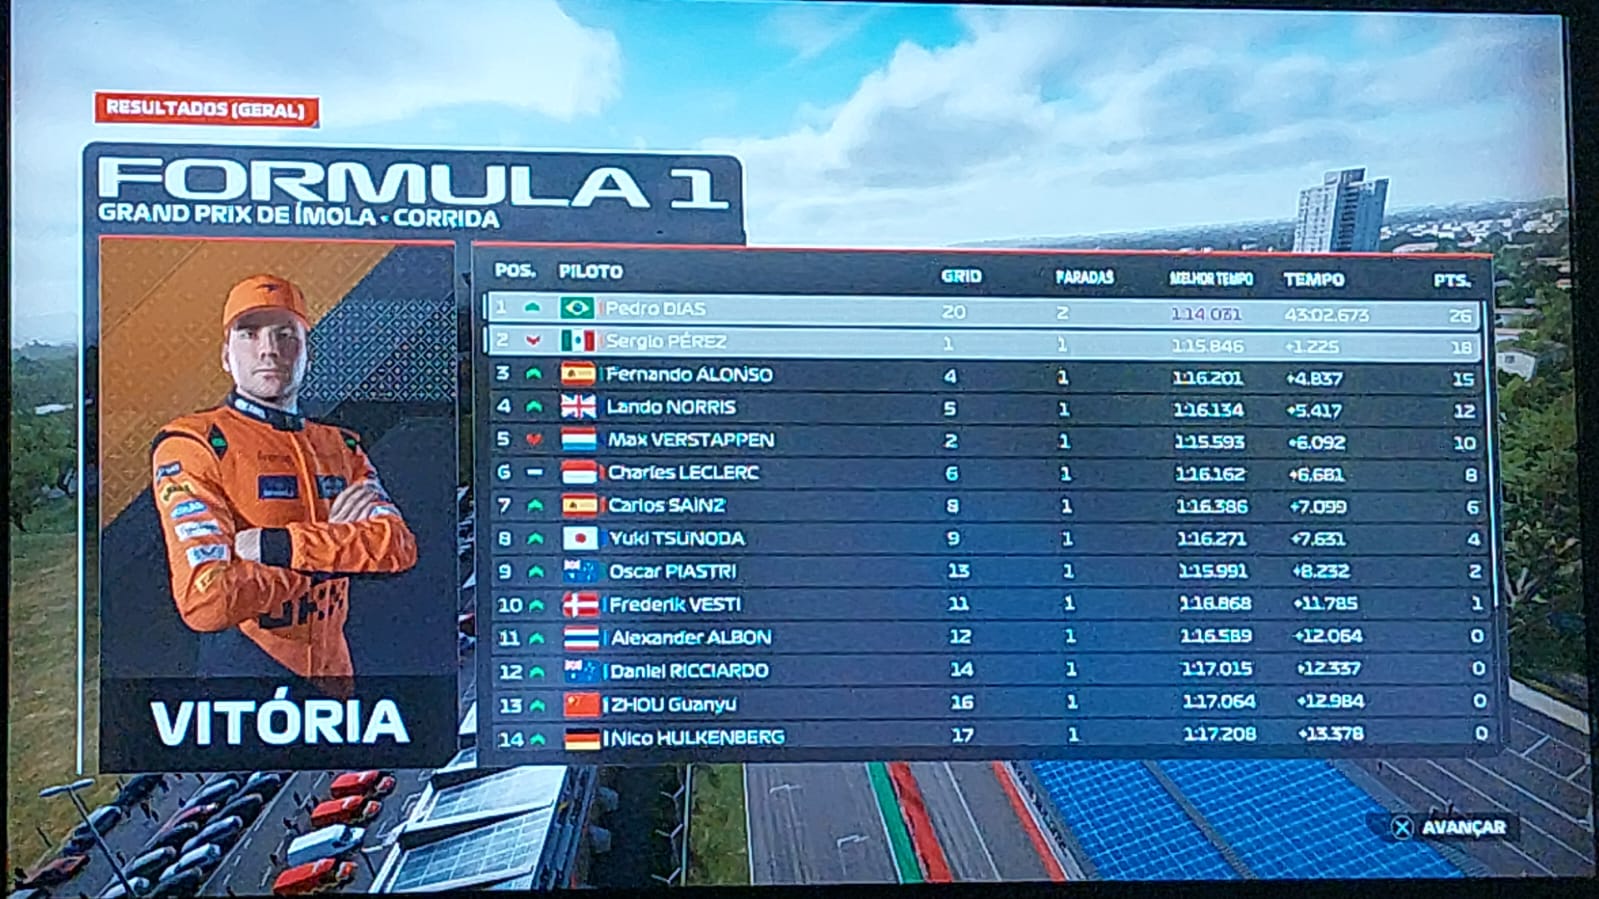 RESULTADOS (GERAL)
FORMULA 1
GRAND PRIX DE ÍMOLA - CORRIDA
POS. PILOTO GRID PARADAS MELHOR TEMPO TEMPO PTS.
1 Pedro DIAS 20 2 1:14.031 43:02.673 26
2 Sergio PÉREZ 1 1 1:15.846 +1.225 18
3 Fernando ALONSO 4 1 1:16.201 +4.837 15
4 Lando NORRIS 5 1 1:16.134 +5.417 12
5 Max VERSTAPPEN 2 1 1:15.593 +6.092 10
6 Charles LECLERC 6 1 1:16.162 +6.681 8
7 Carlos SAINZ 8 1 1:16.386 +7.099 6
8 Yuki TSUNODA 9 1 1:16.271 +7.631 4
9 Oscar PIASTRI 13 1 1:15.991 +8.232 2
10 Frederik VESTI 11 1 1:16.868 +11.785 1
11 Alexander ALBON 12 1 1:16.589 +12.064 0
12 Daniel RICCIARDO 14 1 1:17.015 +12.337 0
13 ZHOU Guanyu 16 1 1:17.064 +12.984 0
14 Nico HULKENBERG 17 1 1:17.208 +13.378 0
VITÓRIA
AVANÇAR